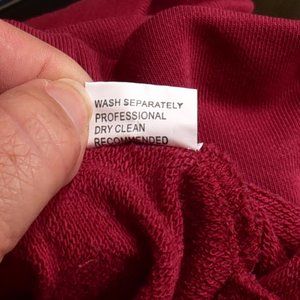 WASH SEPARATELY
PROFESSIONAL
DRY CLEAN
RECOMMENDED